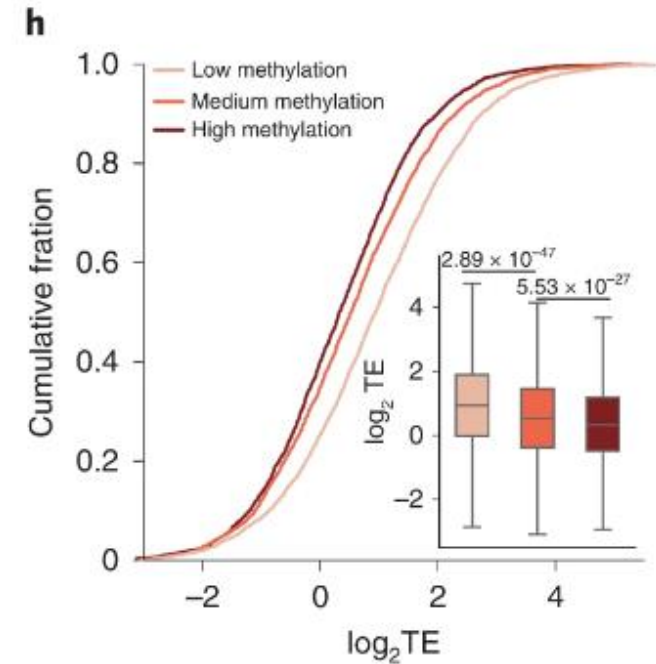 h
1.0
0.8
0.6
0.4
0.2
0
Cumulative fration
Low methylation
Medium methylation
High methylation
2.89 × 10⁻⁴⁷
5.53 × 10⁻²⁷
4
2
0
−2
log₂ TE
−2
0
2
4
log₂TE